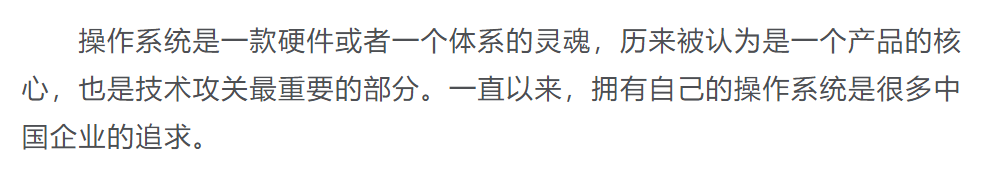 操作系统是一款硬件或者一个体系的灵魂，历来被认为是一个产品的核
心，也是技术攻关最重要的部分。一直以来，拥有自己的操作系统是很多中
国企业的追求。